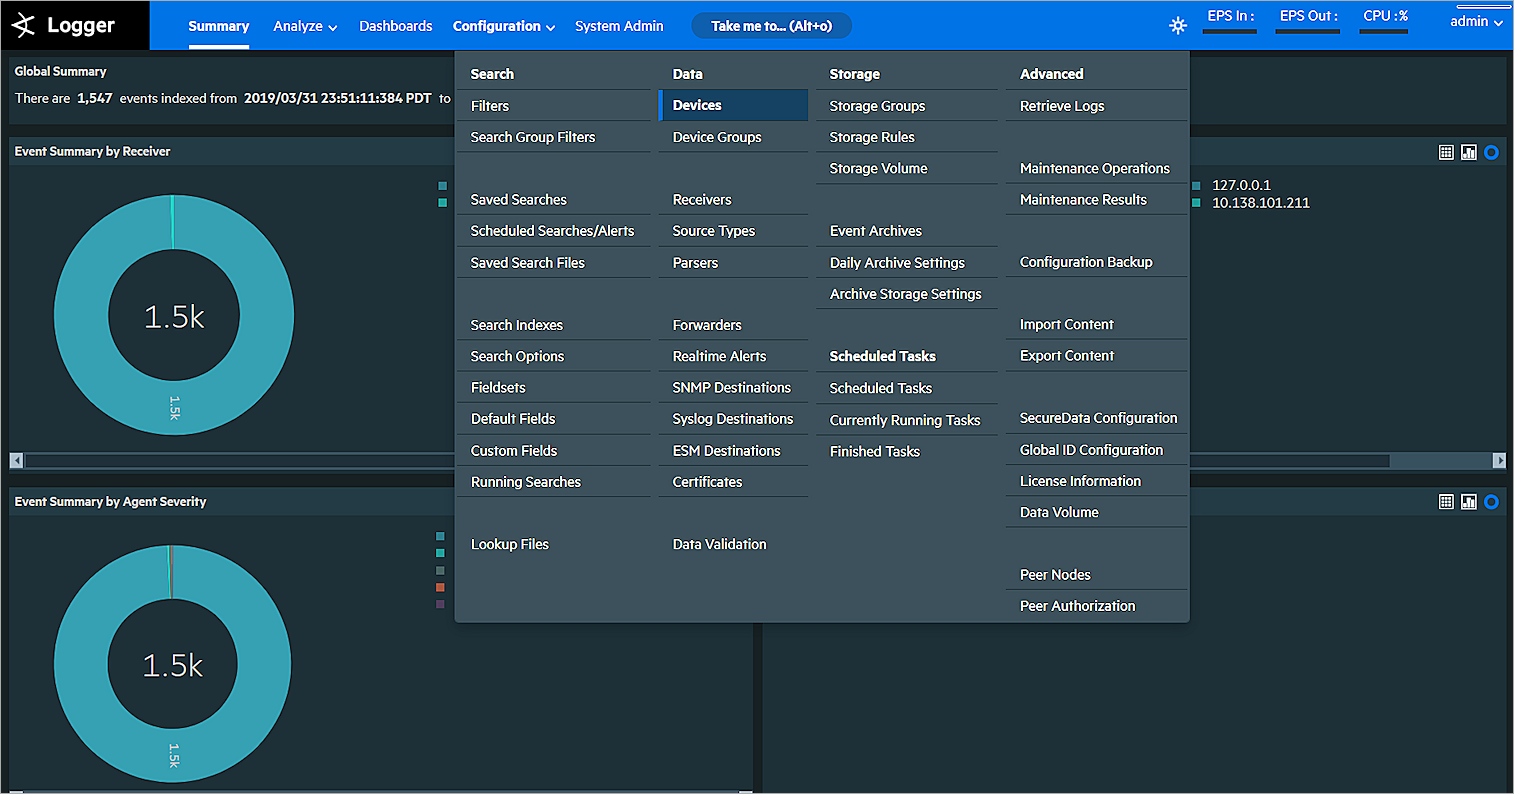 Logger
Summary
Analyze
Dashboards
Configuration
System Admin
Take me to... (Alt+o)
EPS In :
EPS Out :
CPU :%
admin
Global Summary
There are 1,547 events indexed from 2019/03/31 23:51:11:384 PDT to
Event Summary by Receiver
1.5k
1.5k
127.0.0.1
10.138.101.211
Event Summary by Agent Severity
1.5k
1.5k
Search
Filters
Search Group Filters
Saved Searches
Scheduled Searches/Alerts
Saved Search Files
Search Indexes
Search Options
Fieldsets
Default Fields
Custom Fields
Running Searches
Lookup Files
Data
Devices
Device Groups
Receivers
Source Types
Parsers
Forwarders
Realtime Alerts
SNMP Destinations
Syslog Destinations
ESM Destinations
Certificates
Data Validation
Storage
Storage Groups
Storage Rules
Storage Volume
Event Archives
Daily Archive Settings
Archive Storage Settings
Scheduled Tasks
Scheduled Tasks
Currently Running Tasks
Finished Tasks
Advanced
Retrieve Logs
Maintenance Operations
Maintenance Results
Configuration Backup
Import Content
Export Content
SecureData Configuration
Global ID Configuration
License Information
Data Volume
Peer Nodes
Peer Authorization